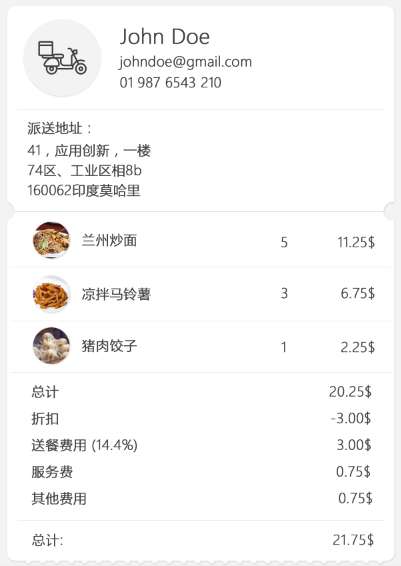 John Doe
johndoe@gmail.com
01 987 6543 210
派送地址：
41，应用创新，一楼
74区、工业区相8b
160062印度莫哈里
兰州炒面 5 11.25$
凉拌马铃薯 3 6.75$
猪肉饺子 1 2.25$
总计 20.25$
折扣 -3.00$
送餐费用 (14.4%) 3.00$
服务费 0.75$
其他费用 0.75$
总计: 21.75$